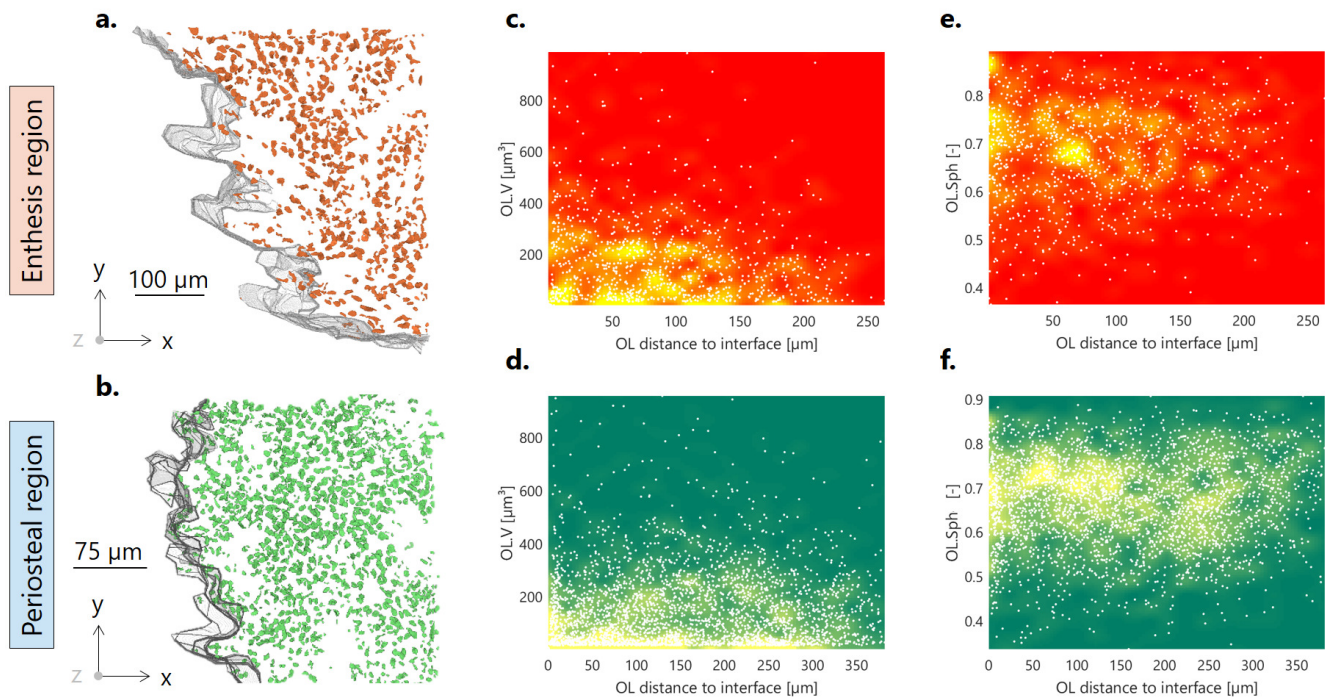 a.
Enthesis region
y
100 µm
z
x
c.
OL.V [µm³]
800
600
400
200
50 100 150 200 250
OL distance to interface [µm]
e.
OL.Sph [-]
0.8
0.7
0.6
0.5
0.4
50 100 150 200 250
OL distance to interface [µm]
b.
Periosteal region
75 µm
y
z
x
d.
OL.V [µm³]
800
600
400
200
0 50 100 150 200 250 300 350
OL distance to interface [µm]
f.
OL.Sph [-]
0.9
0.8
0.7
0.6
0.5
0.4
0 50 100 150 200 250 300 350
OL distance to interface [µm]